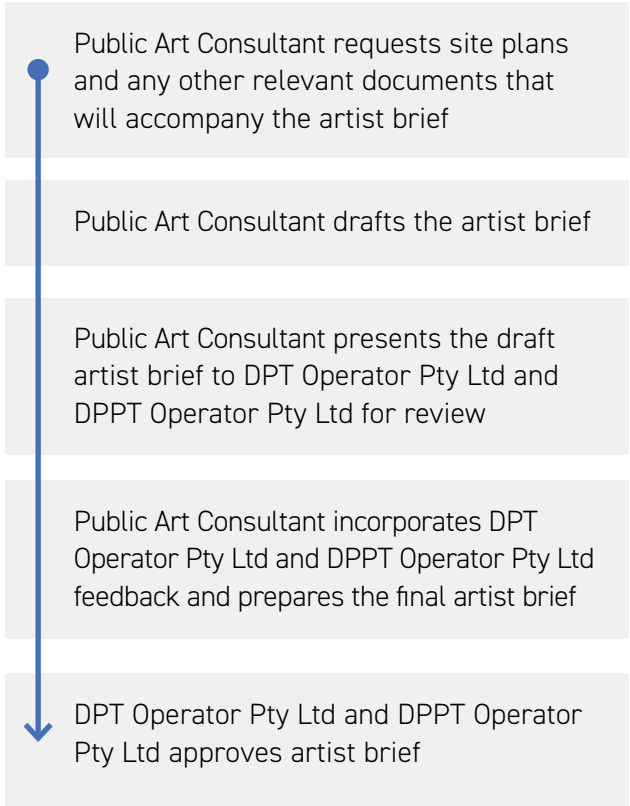 Public Art Consultant requests site plans
and any other relevant documents that
will accompany the artist brief
Public Art Consultant drafts the artist brief
Public Art Consultant presents the draft
artist brief to DPT Operator Pty Ltd and
DPPT Operator Pty Ltd for review
Public Art Consultant incorporates DPT
Operator Pty Ltd and DPPT Operator Pty Ltd
feedback and prepares the final artist brief
DPT Operator Pty Ltd and DPPT Operator
Pty Ltd approves artist brief